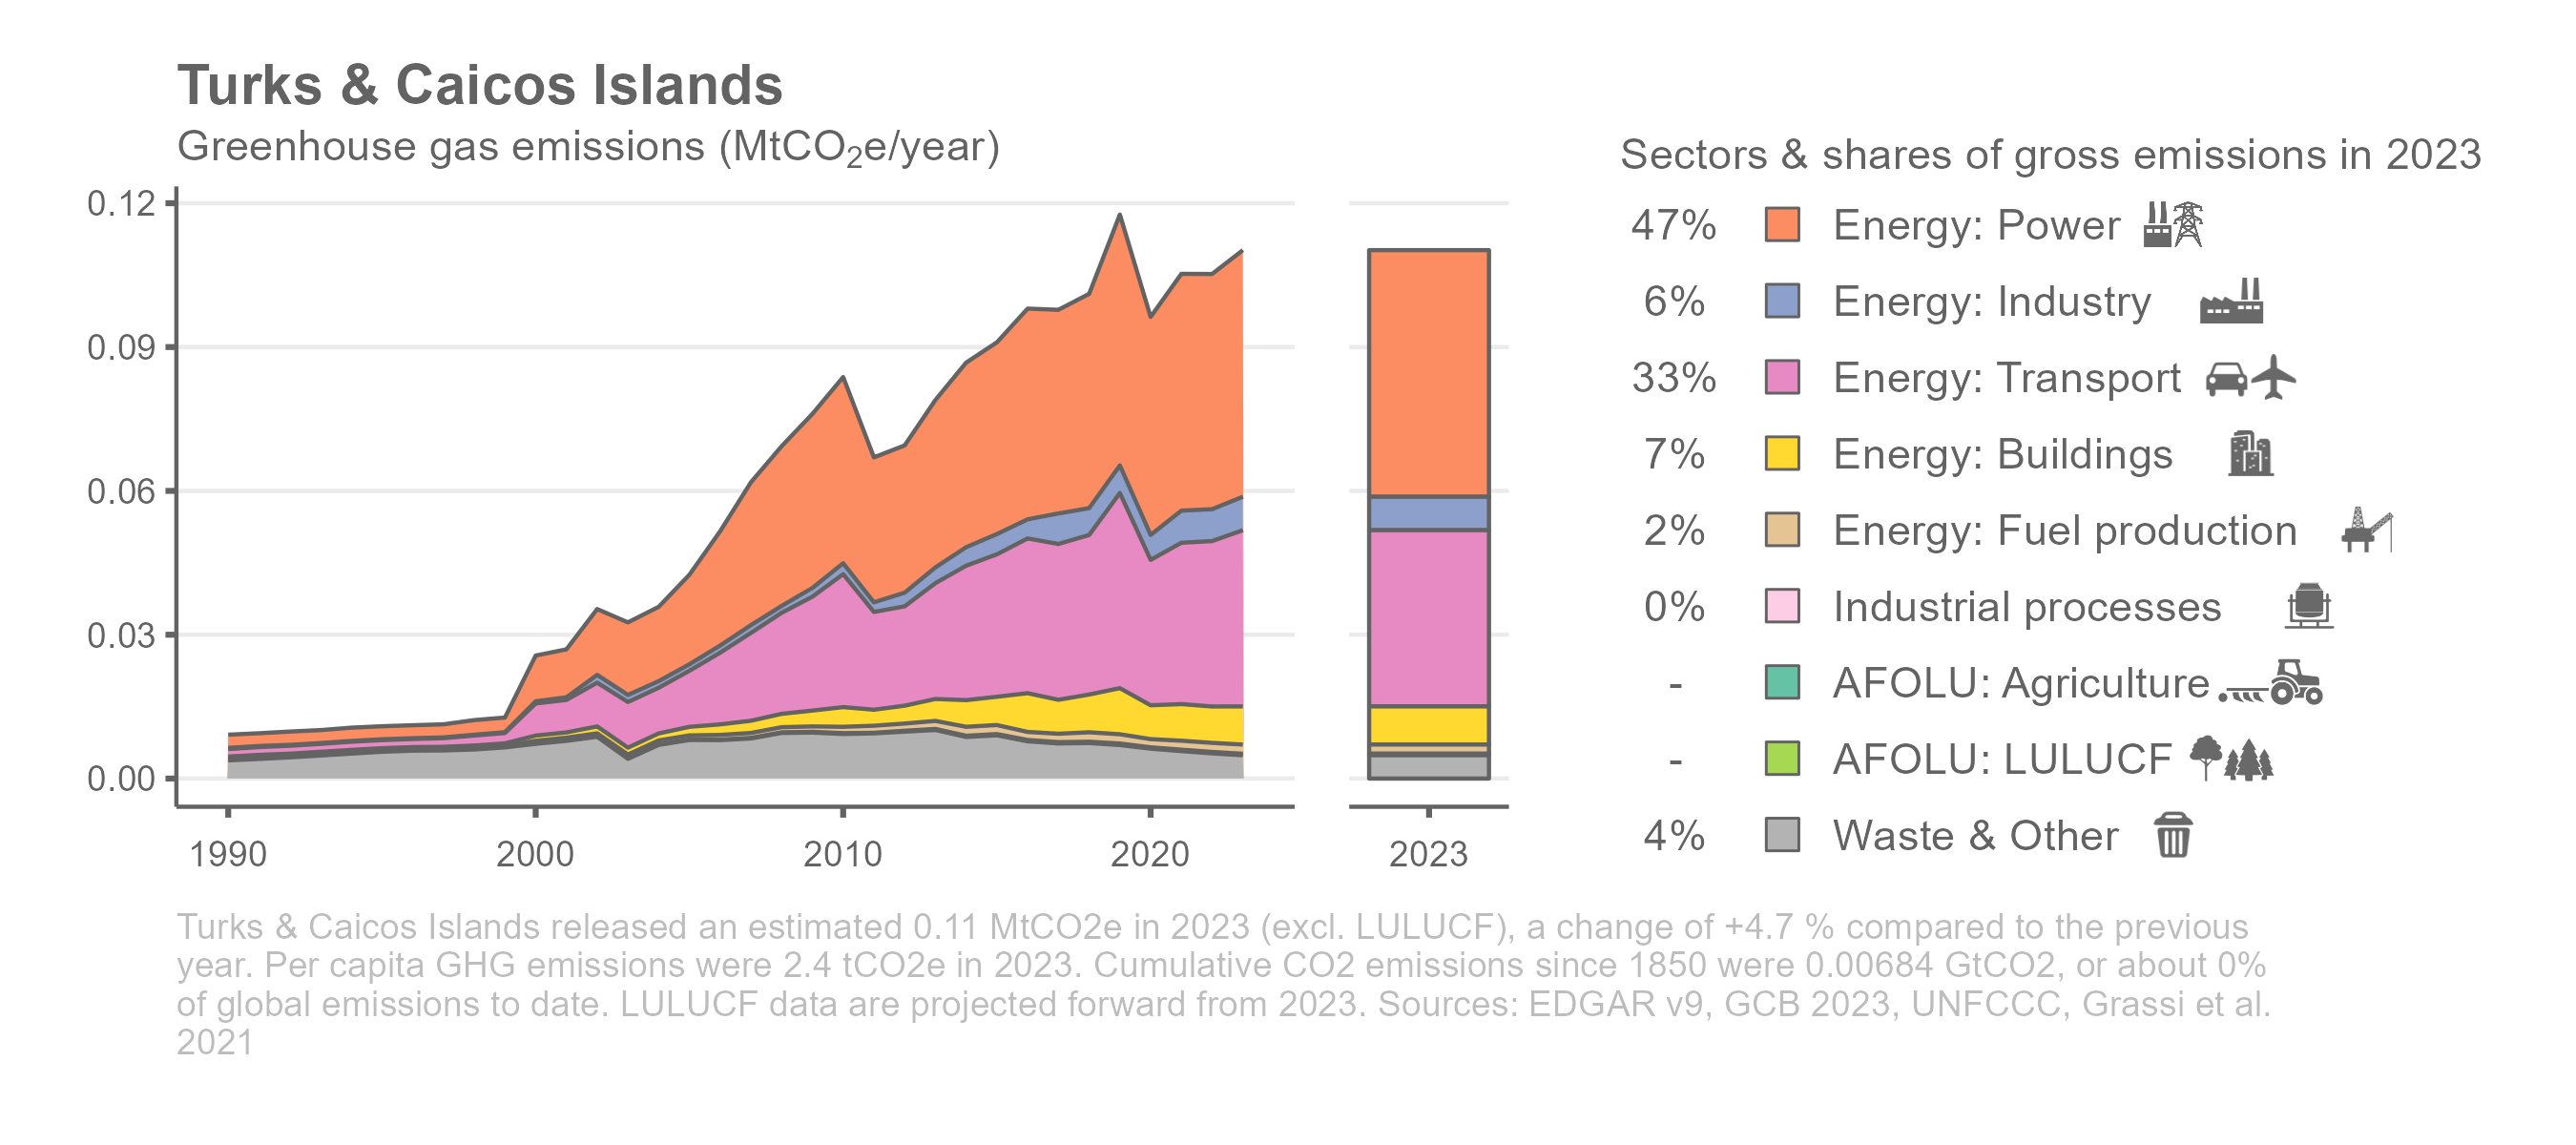 Turks & Caicos Islands
Greenhouse gas emissions (MtCO₂e/year)
0.12
0.09
0.06
0.03
0.00
1990 2000 2010 2020 2023
Sectors & shares of gross emissions in 2023
47% Energy: Power
6% Energy: Industry
33% Energy: Transport
7% Energy: Buildings
2% Energy: Fuel production
0% Industrial processes
- AFOLU: Agriculture
- AFOLU: LULUCF
4% Waste & Other
Turks & Caicos Islands released an estimated 0.11 MtCO2e in 2023 (excl. LULUCF), a change of +4.7 % compared to the previous
year. Per capita GHG emissions were 2.4 tCO2e in 2023. Cumulative CO2 emissions since 1850 were 0.00684 GtCO2, or about 0%
of global emissions to date. LULUCF data are projected forward from 2023. Sources: EDGAR v9, GCB 2023, UNFCCC, Grassi et al.
2021